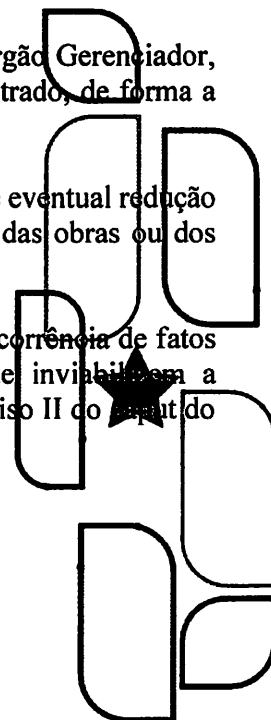 rgão Gerenciador,
trado, de forma a
eventual redução
das obras ou dos
corrência de fatos
e inviabilizem a
iso II do caput do